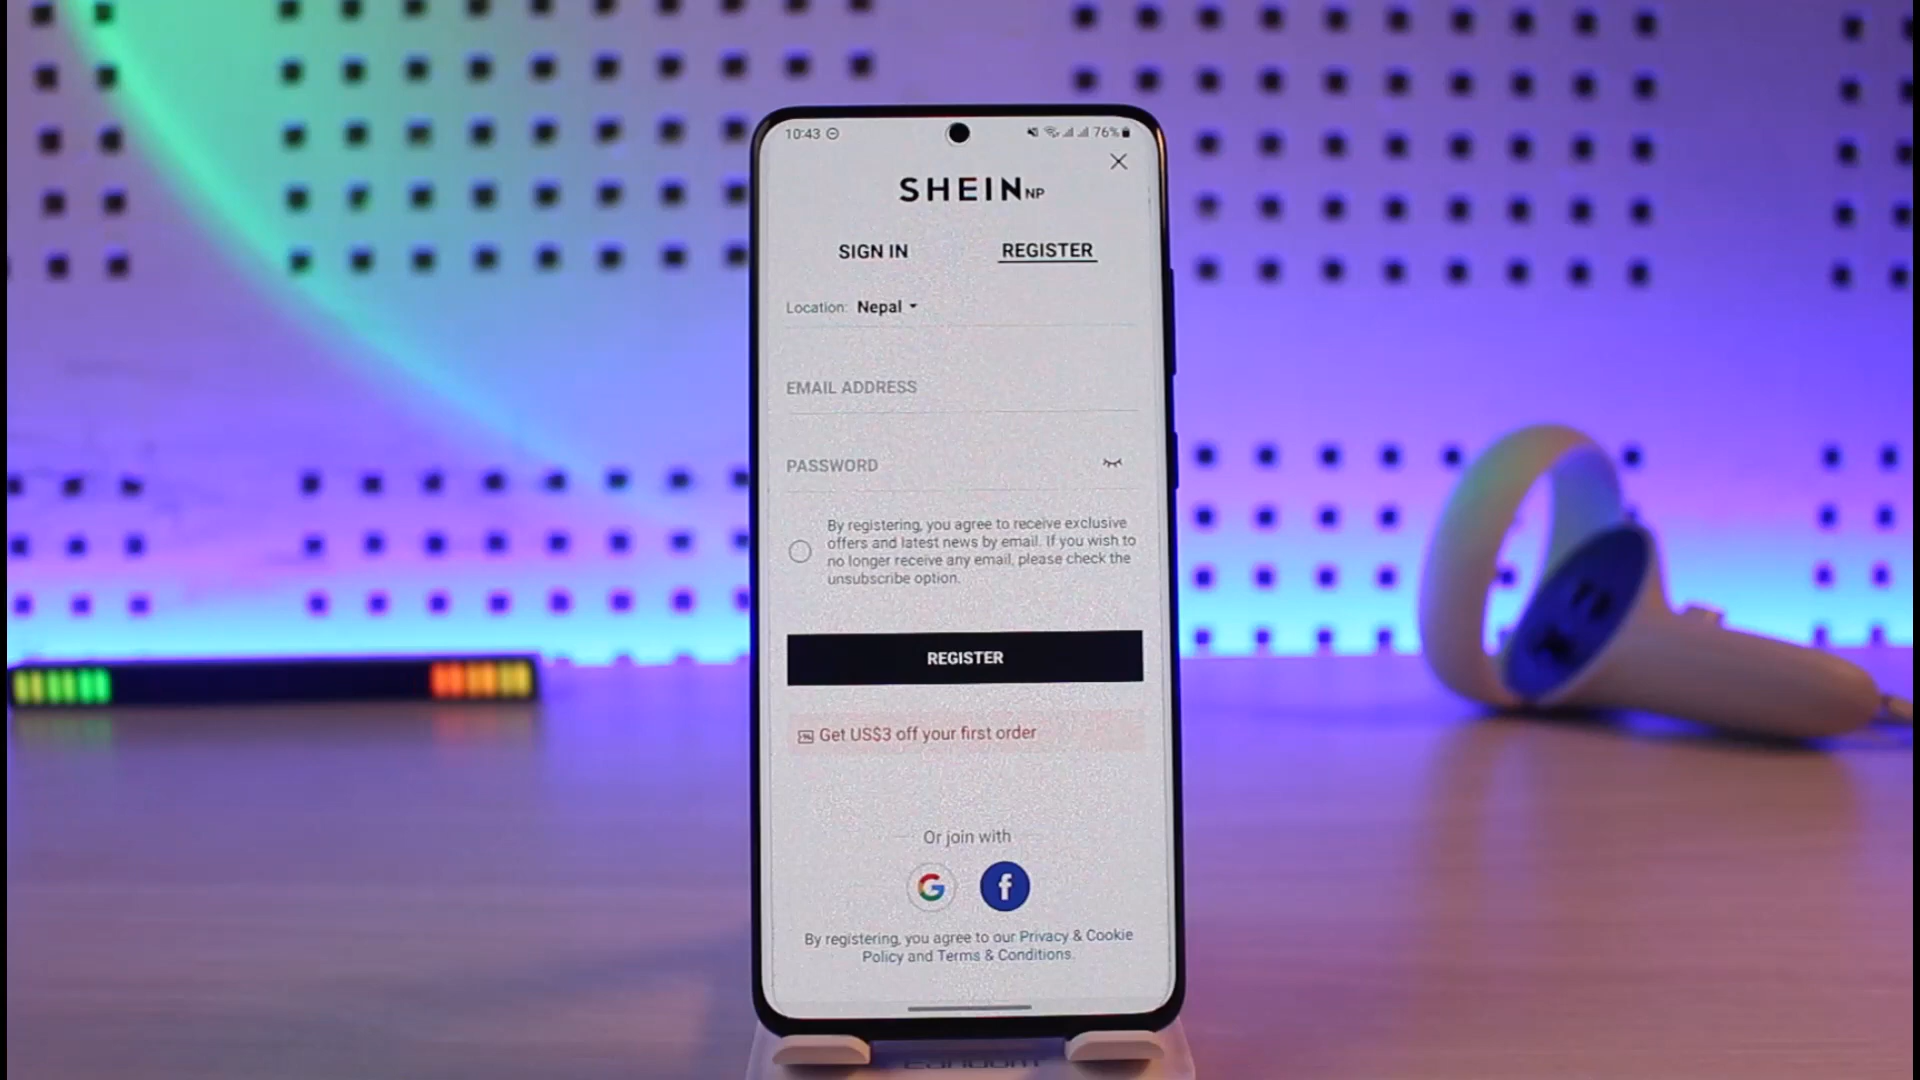 10:43
76%
SHEIN NP
SIGN IN
REGISTER
Location: Nepal
EMAIL ADDRESS
PASSWORD
By registering, you agree to receive exclusive
offers and latest news by email. If you wish to
no longer receive any email, please check the
unsubscribe option.
REGISTER
Get US$3 off your first order
Or join with
By registering, you agree to our Privacy & Cookie
Policy and Terms & Conditions.